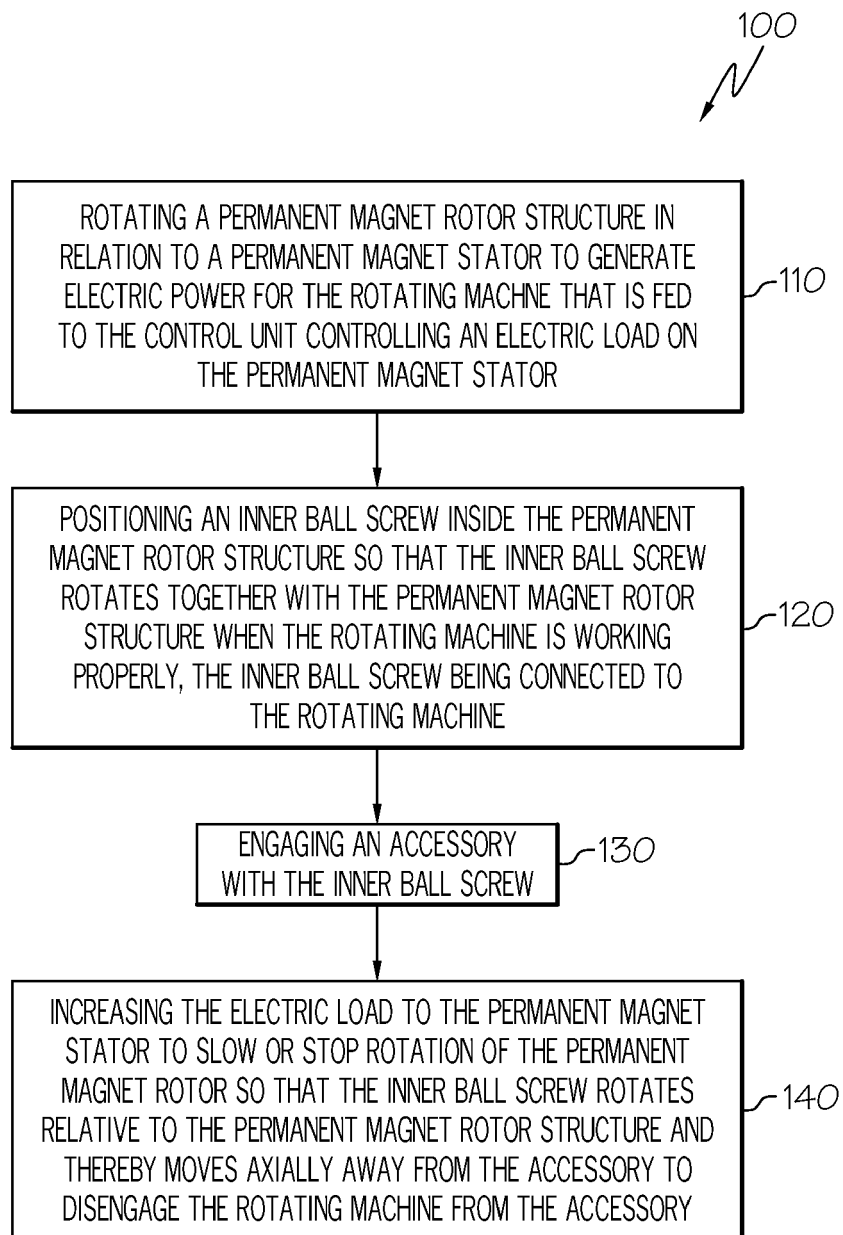 100
ROTATING A PERMANENT MAGNET ROTOR STRUCTURE IN
RELATION TO A PERMANENT MAGNET STATOR TO GENERATE
ELECTRIC POWER FOR THE ROTATING MACHNE THAT IS FED
TO THE CONTROL UNIT CONTROLLING AN ELECTRIC LOAD ON
THE PERMANENT MAGNET STATOR
110
POSITIONING AN INNER BALL SCREW INSIDE THE PERMANENT
MAGNET ROTOR STRUCTURE SO THAT THE INNER BALL SCREW
ROTATES TOGETHER WITH THE PERMANENT MAGNET ROTOR
STRUCTURE WHEN THE ROTATING MACHINE IS WORKING
PROPERLY, THE INNER BALL SCREW BEING CONNECTED TO
THE ROTATING MACHINE
120
ENGAGING AN ACCESSORY
WITH THE INNER BALL SCREW
130
INCREASING THE ELECTRIC LOAD TO THE PERMANENT MAGNET
STATOR TO SLOW OR STOP ROTATION OF THE PERMANENT
MAGNET ROTOR SO THAT THE INNER BALL SCREW ROTATES
RELATIVE TO THE PERMANENT MAGNET ROTOR STRUCTURE AND
THEREBY MOVES AXIALLY AWAY FROM THE ACCESSORY TO
DISENGAGE THE ROTATING MACHINE FROM THE ACCESSORY
140